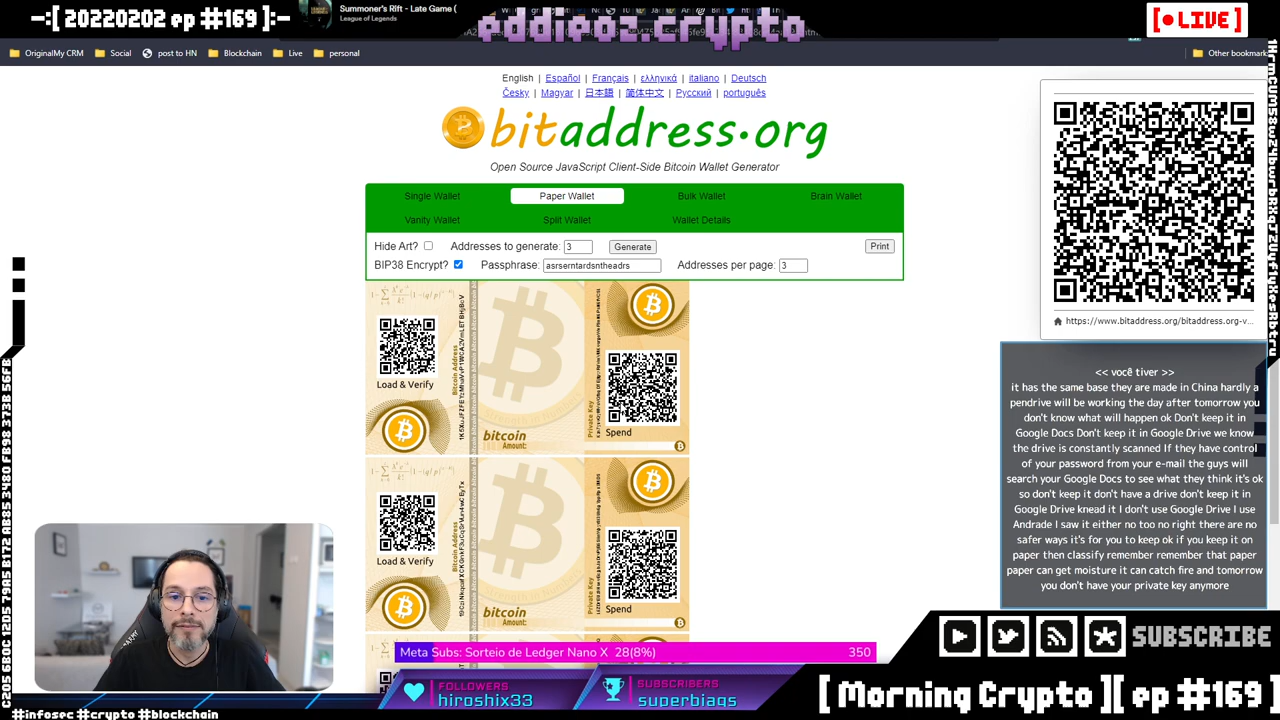 -:[ 20220202 ep #169 ]:-
Summoner's Rift - Late Game (
League of Legends
eddieoz.crypto
[•LIVE]
OriginalMy CRM
Social
post to HN
Blockchain
Live
personal
Other bookmark
English | Español | Français | ελληνικά | italiano | Deutsch
Česky | Magyar | 日本語 | 简体中文 | Русский | português
bitaddress.org
Open Source JavaScript Client-Side Bitcoin Wallet Generator
Single Wallet
Paper Wallet
Bulk Wallet
Brain Wallet
Vanity Wallet
Split Wallet
Wallet Details
Hide Art?
Addresses to generate: 3
Generate
Print
BIP38 Encrypt?
Passphrase: asrserntardsntheadrs
Addresses per page: 3
Bitcoin Address
Load & Verify
bitcoin
Amount:
Private Key
Spend
Bitcoin Address
Load & Verify
bitcoin
Amount:
Private Key
Spend
https://www.bitaddress.org/bitaddress.org-v...
<< você tiver >>
it has the same base they are made in China hardly a
pendrive will be working the day after tomorrow you
don't know what will happen ok Don't keep it in
Google Docs Don't keep it in Google Drive we know
the drive is constantly scanned If they have control
of your password from your e-mail the guys will
search your Google Docs to see what they think it's ok
so don't keep it don't have a drive don't keep it in
Google Drive knead it I don't use Google Drive I use
Andrade I saw it either no too no right there are no
safer ways it's for you to keep ok if you keep it on
paper then classify remember remember that paper
paper can get moisture it can catch fire and tomorrow
you don't have your private key anymore
SUBSCRIBE
Meta Subs: Sorteio de Ledger Nano X 28(8%)
350
FOLLOWERS
hiroshix33
SUBSCRIBERS
superbiaqs
[ Morning Crypto ][ ep #169 ]
#infosec #crypto #blockchain